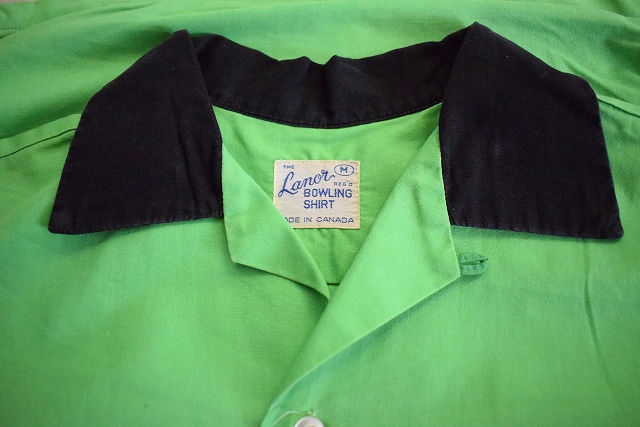 THE
Lanor M
REG'D
BOWLING
SHIRT
MADE IN CANADA